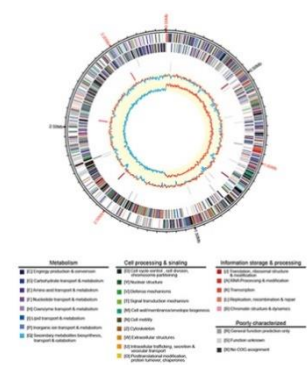 Metabolism
[C] Energy production & conversion
[G] Carbohydrate transport & metabolism
[E] Amino acid transport & metabolism
[F] Nucleotide transport & metabolism
[H] Coenzyme transport & metabolism
[I] Lipid transport & metabolism
[P] Inorganic ion transport & metabolism
[Q] Secondary metabolites biosynthesis,
transport & catabolism
Cell processing & signaling
[D] Cell cycle control, cell division,
chromosome partitioning
[Y] Nuclear structure
[V] Defense mechanisms
[T] Signal transduction mechanism
[M] Cell wall/membrane/envelope biogenesis
[N] Cell motility
[Z] Cytoskeleton
[W] Extracellular structures
[U] Intracellular trafficking, secretion &
vesicular transport
[O] Posttranslational modification,
protein turnover, chaperones
Information storage & processing
[J] Translation, ribosomal structure
& modification
[A] RNA Processing & modification
[K] Transcription
[L] Replication, recombination & repair
[B] Chromatin structure & dynamics
Poorly characterized
[R] General function prediction only
[S] Function unknown
[X] No COG assignment